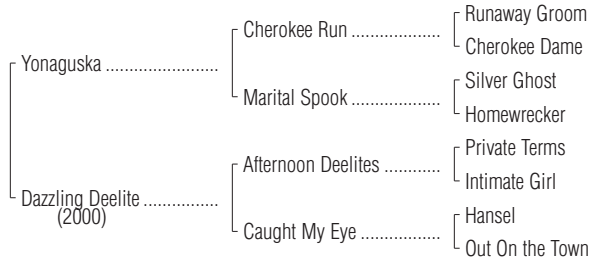 Runaway Groom
Cherokee Run ...................
Cherokee Dame
Yonaguska ........................
Silver Ghost
Marital Spook ...................
Homewrecker
Private Terms
Afternoon Deelites ............
Intimate Girl
Dazzling Deelite ................
(2000)
Hansel
Caught My Eye .................
Out On the Town